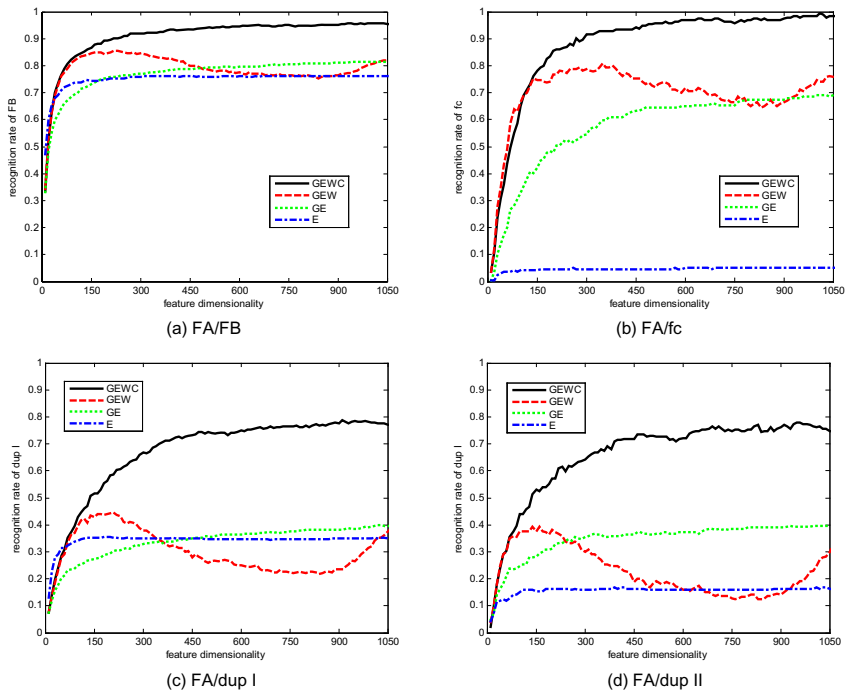 1
0.9
0.8
0.7
0.6
0.5
0.4
0.3
0.2
0.1
0
recognition rate of FB
GEWC
GEW
GE
E
0 150 300 450 600 750 900 1050
feature dimensionality
(a) FA/FB
1
0.9
0.8
0.7
0.6
0.5
0.4
0.3
0.2
0.1
0
recognition rate of fc
GEWC
GEW
GE
E
0 150 300 450 600 750 900 1050
feature dimensionality
(b) FA/fc
1
0.9
0.8
0.7
0.6
0.5
0.4
0.3
0.2
0.1
0
recognition rate of dup I
GEWC
GEW
GE
E
0 150 300 450 600 750 900 1050
feature dimensionality
(c) FA/dup I
1
0.9
0.8
0.7
0.6
0.5
0.4
0.3
0.2
0.1
0
recognition rate of dup I
GEWC
GEW
GE
E
0 150 300 450 600 750 900 1050
feature dimensionality
(d) FA/dup II